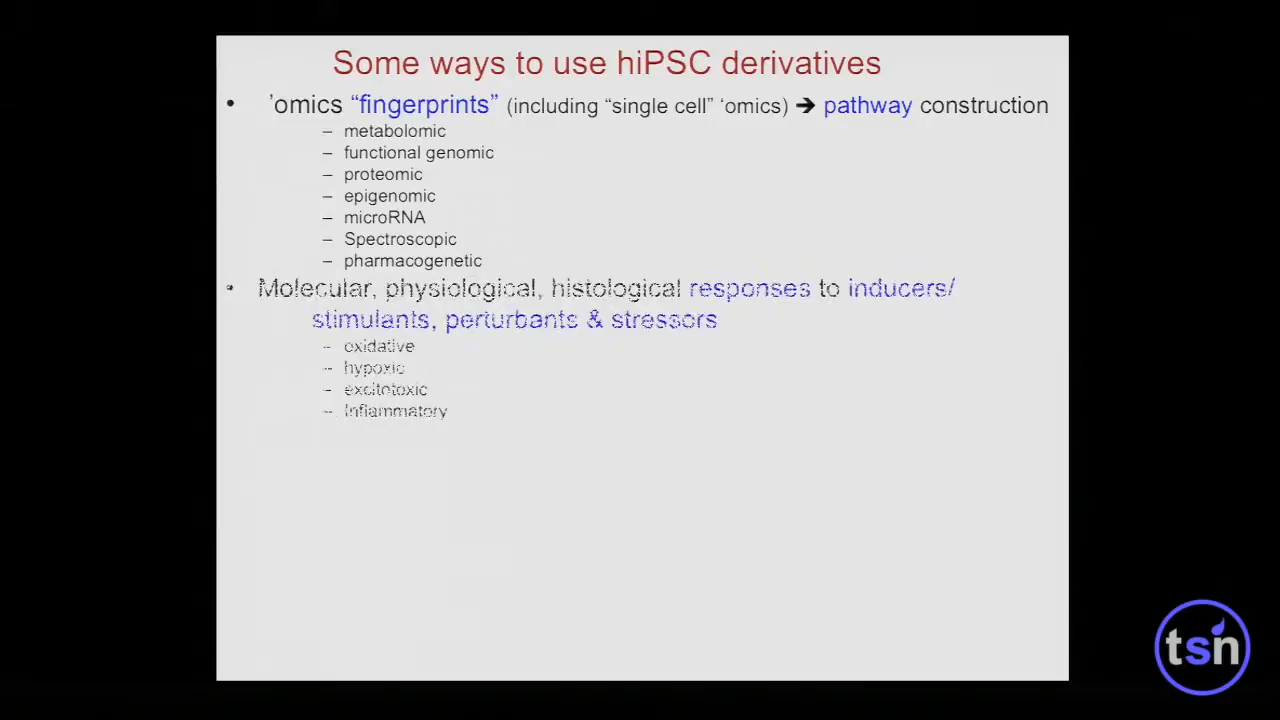 Some ways to use hiPSC derivatives
• ’omics “fingerprints” (including “single cell” ‘omics) ➔ pathway construction
– metabolomic
– functional genomic
– proteomic
– epigenomic
– microRNA
– Spectroscopic
– pharmacogenetic
• Molecular, physiological, histological responses to inducers/
stimulants, perturbants & stressors
– oxidative
– hypoxic
– excitotoxic
– Inflammatory
tsn